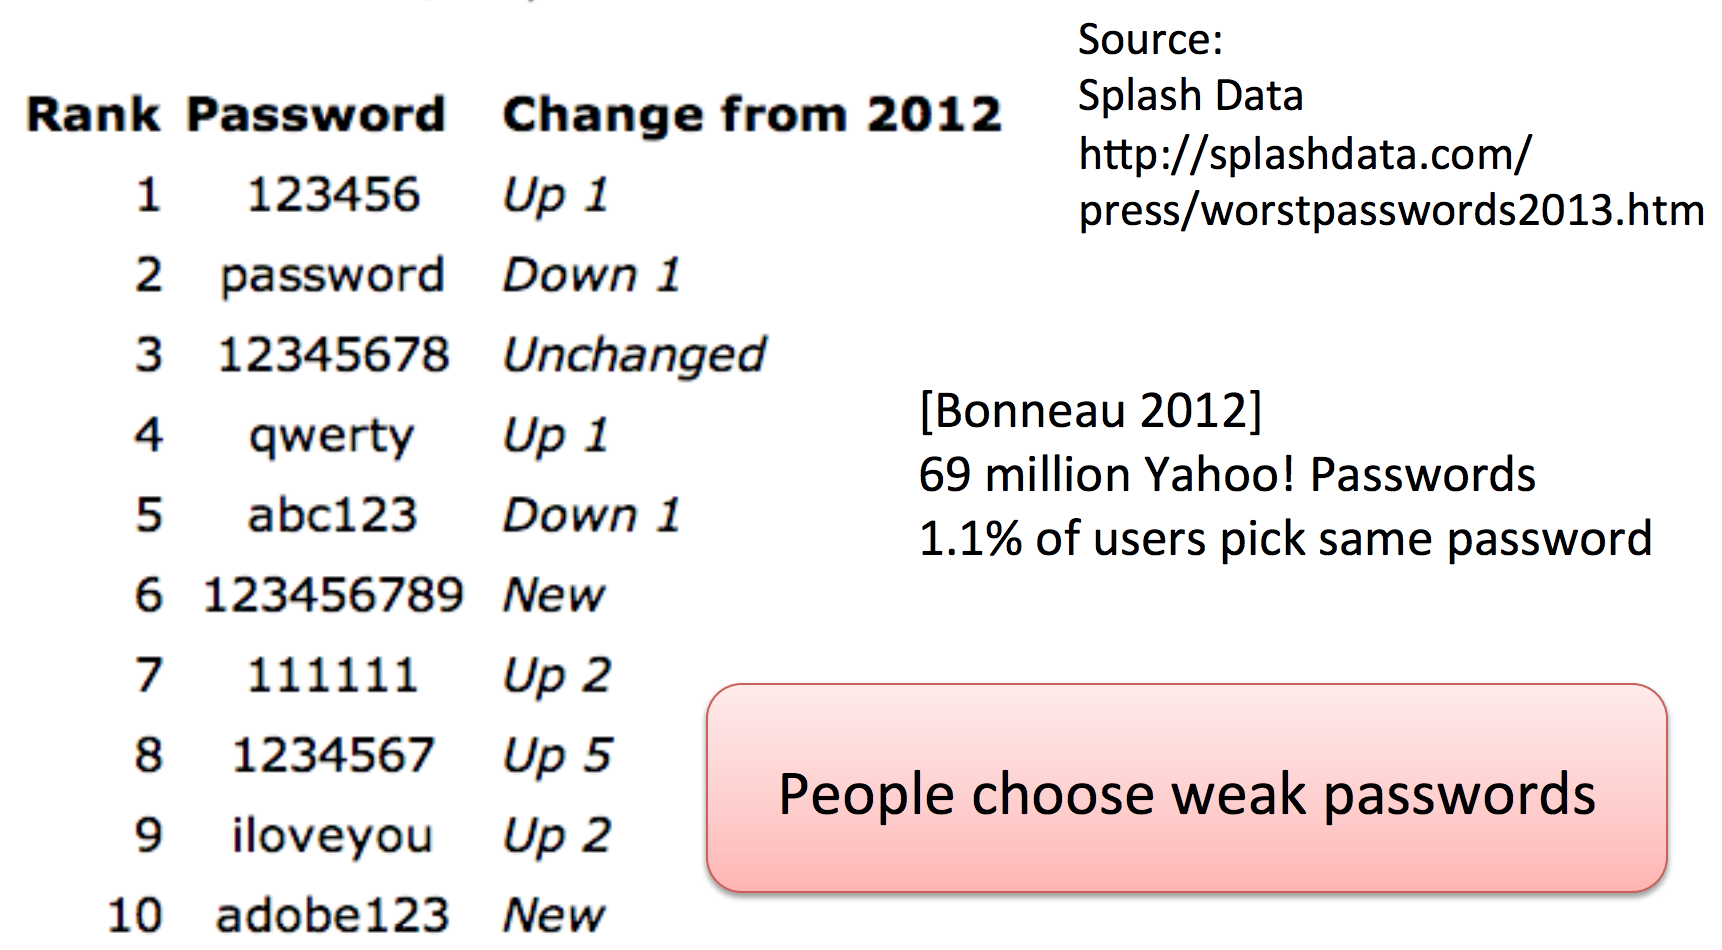 Rank Password Change from 2012
1 123456 Up 1
2 password Down 1
3 12345678 Unchanged
4 qwerty Up 1
5 abc123 Down 1
6 123456789 New
7 111111 Up 2
8 1234567 Up 5
9 iloveyou Up 2
10 adobe123 New
Source:
Splash Data
http://splashdata.com/
press/worstpasswords2013.htm
[Bonneau 2012]
69 million Yahoo! Passwords
1.1% of users pick same password
People choose weak passwords